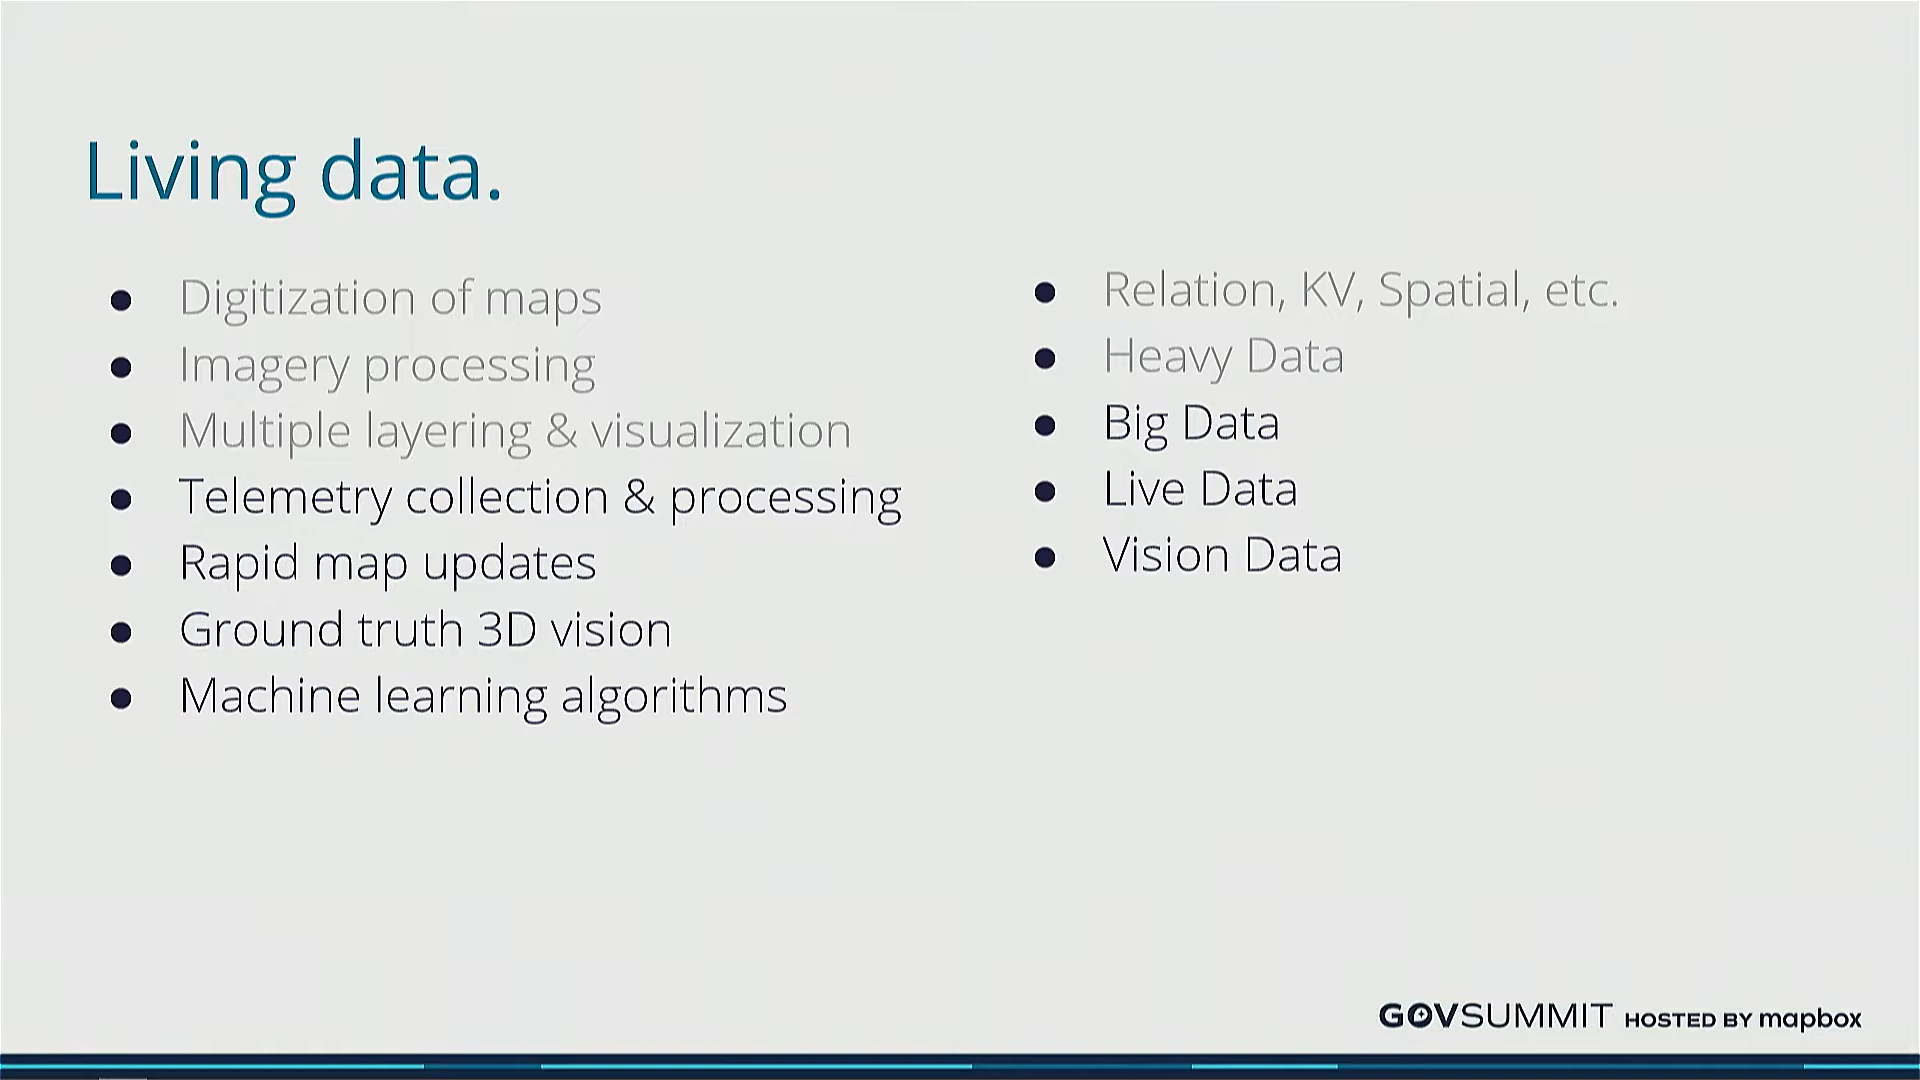 Living data.
● Digitization of maps
● Imagery processing
● Multiple layering & visualization
● Telemetry collection & processing
● Rapid map updates
● Ground truth 3D vision
● Machine learning algorithms
● Relation, KV, Spatial, etc.
● Heavy Data
● Big Data
● Live Data
● Vision Data
GOVSUMMIT HOSTED BY mapbox